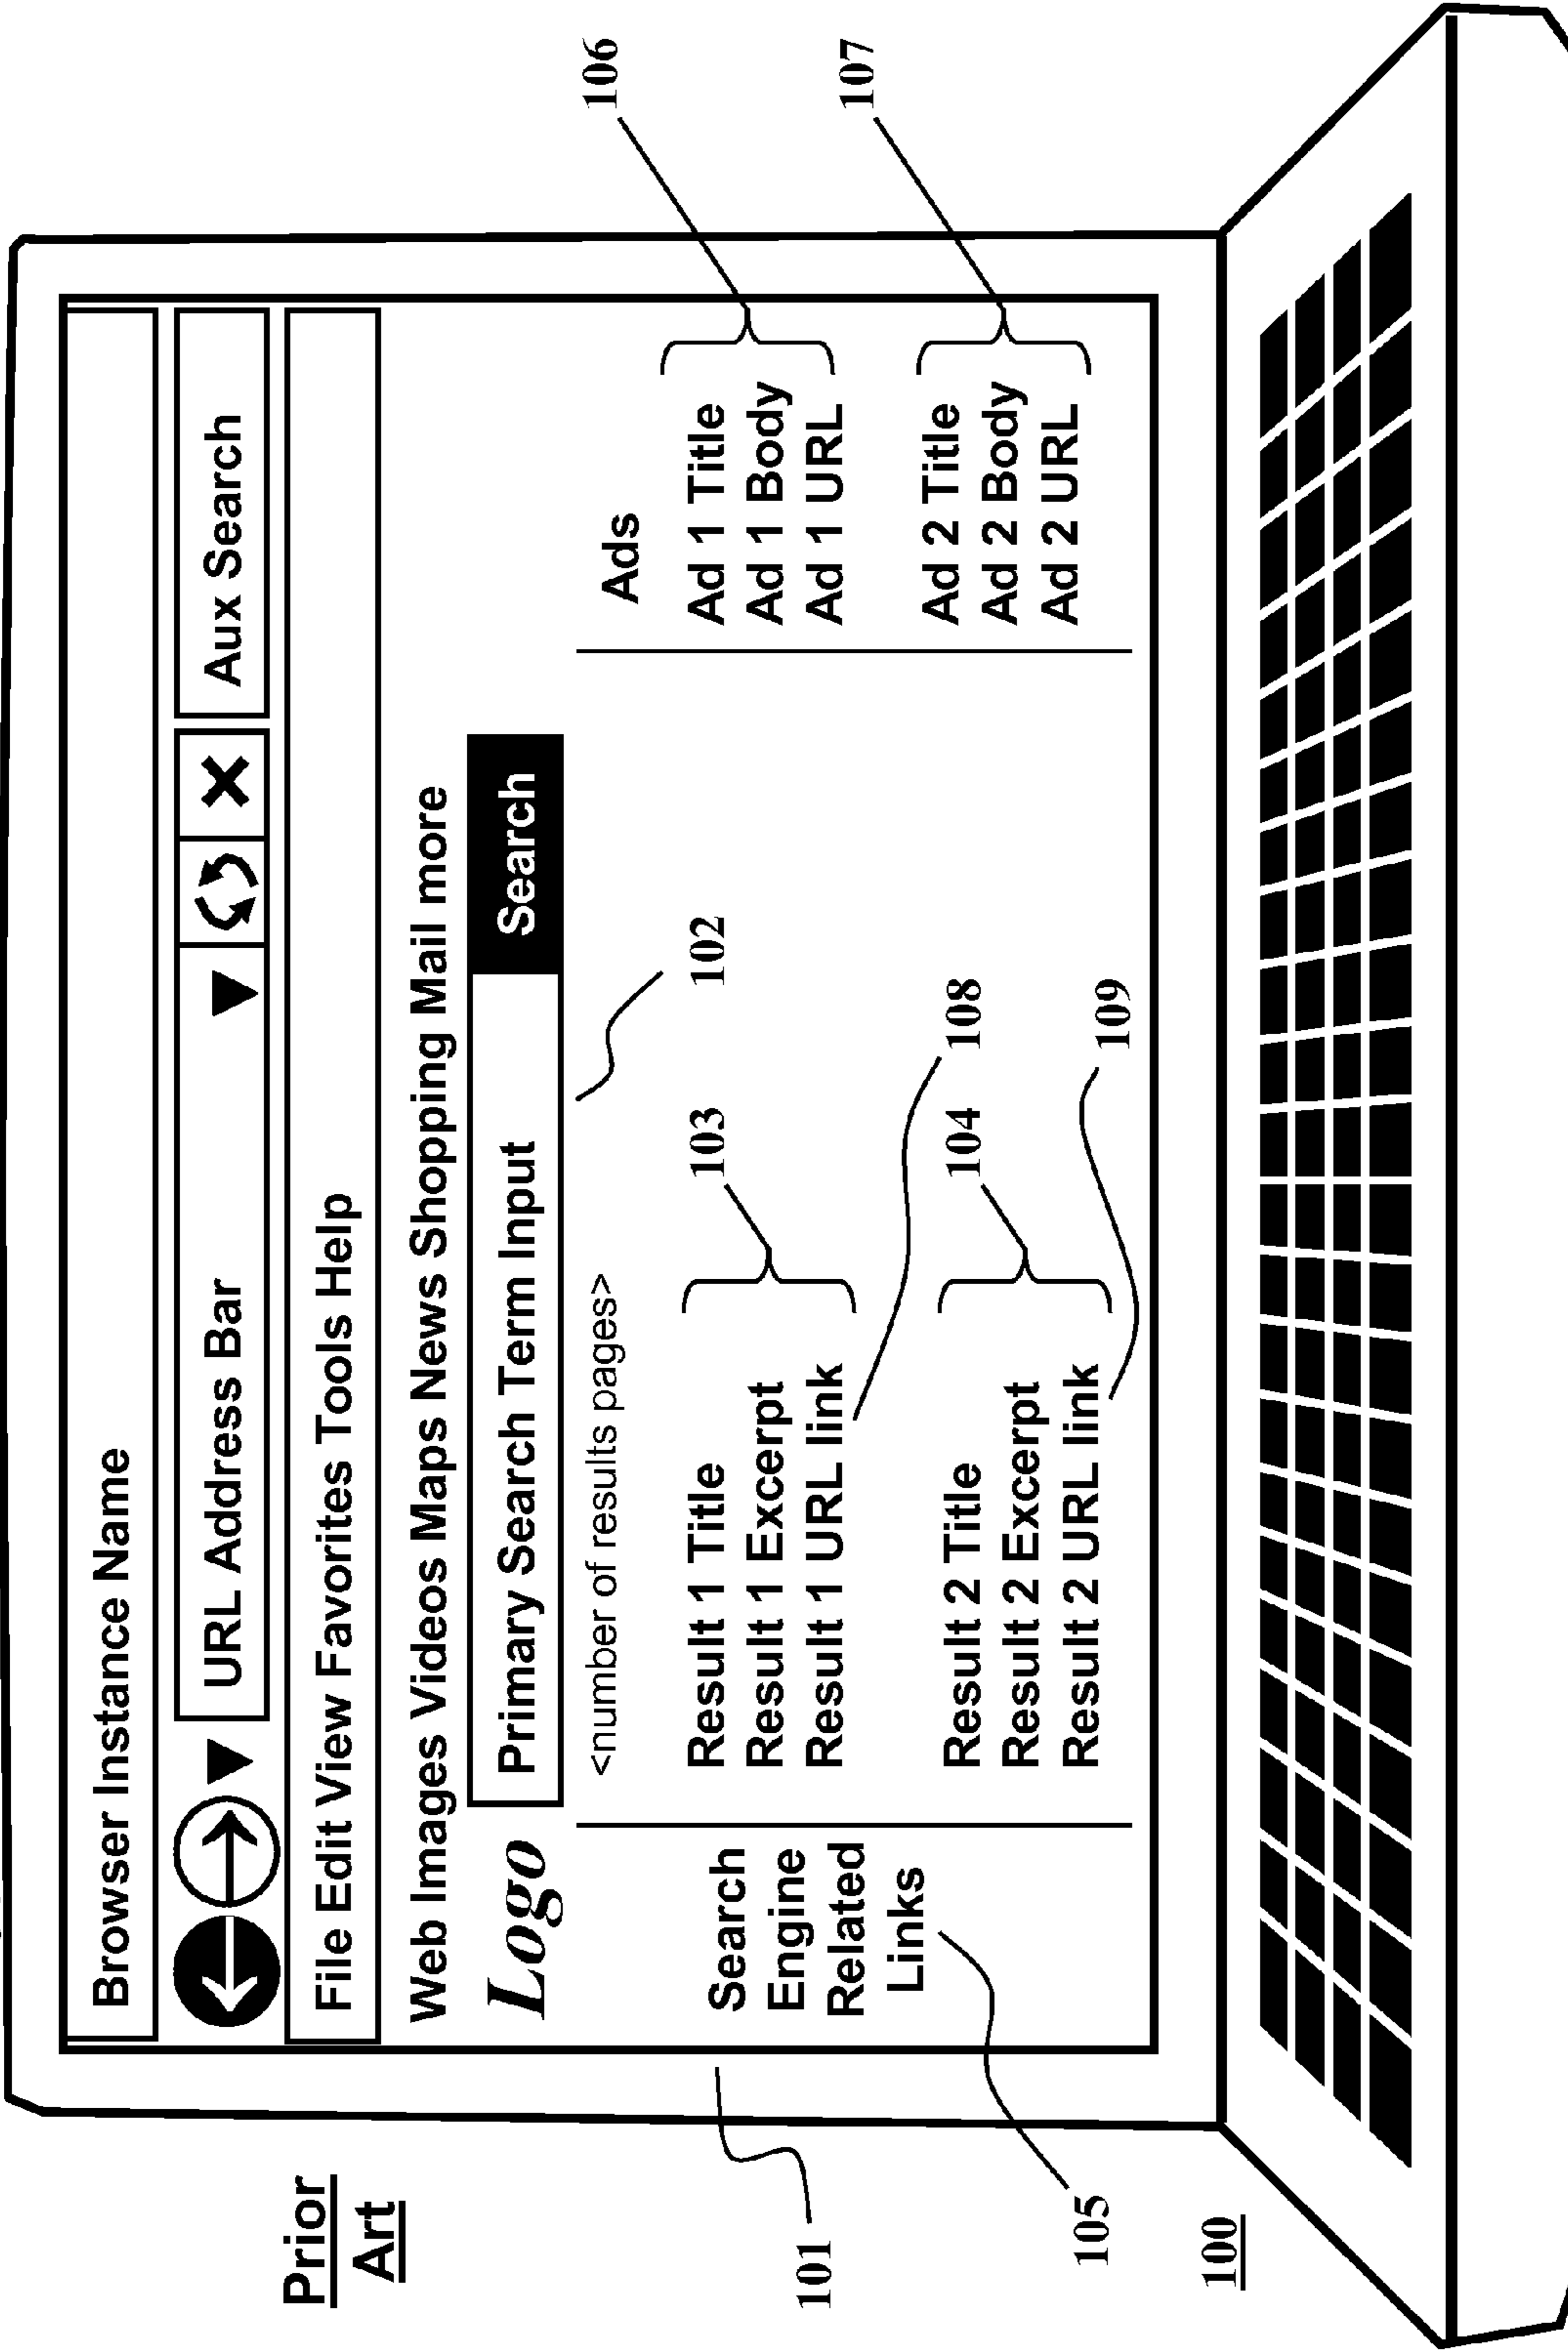 Prior
Art
Browser Instance Name
URL Address Bar
Aux Search
File Edit View Favorites Tools Help
Web Images Videos Maps News Shopping Mail more
Logo
Primary Search Term Input
Search
102
<number of results pages>
Search
Engine
Related
Links
Result 1 Title
Result 1 Excerpt
Result 1 URL link
103
108
Result 2 Title
Result 2 Excerpt
Result 2 URL link
104
109
Ads
Ad 1 Title
Ad 1 Body
Ad 1 URL
106
Ad 2 Title
Ad 2 Body
Ad 2 URL
107
101
105
100